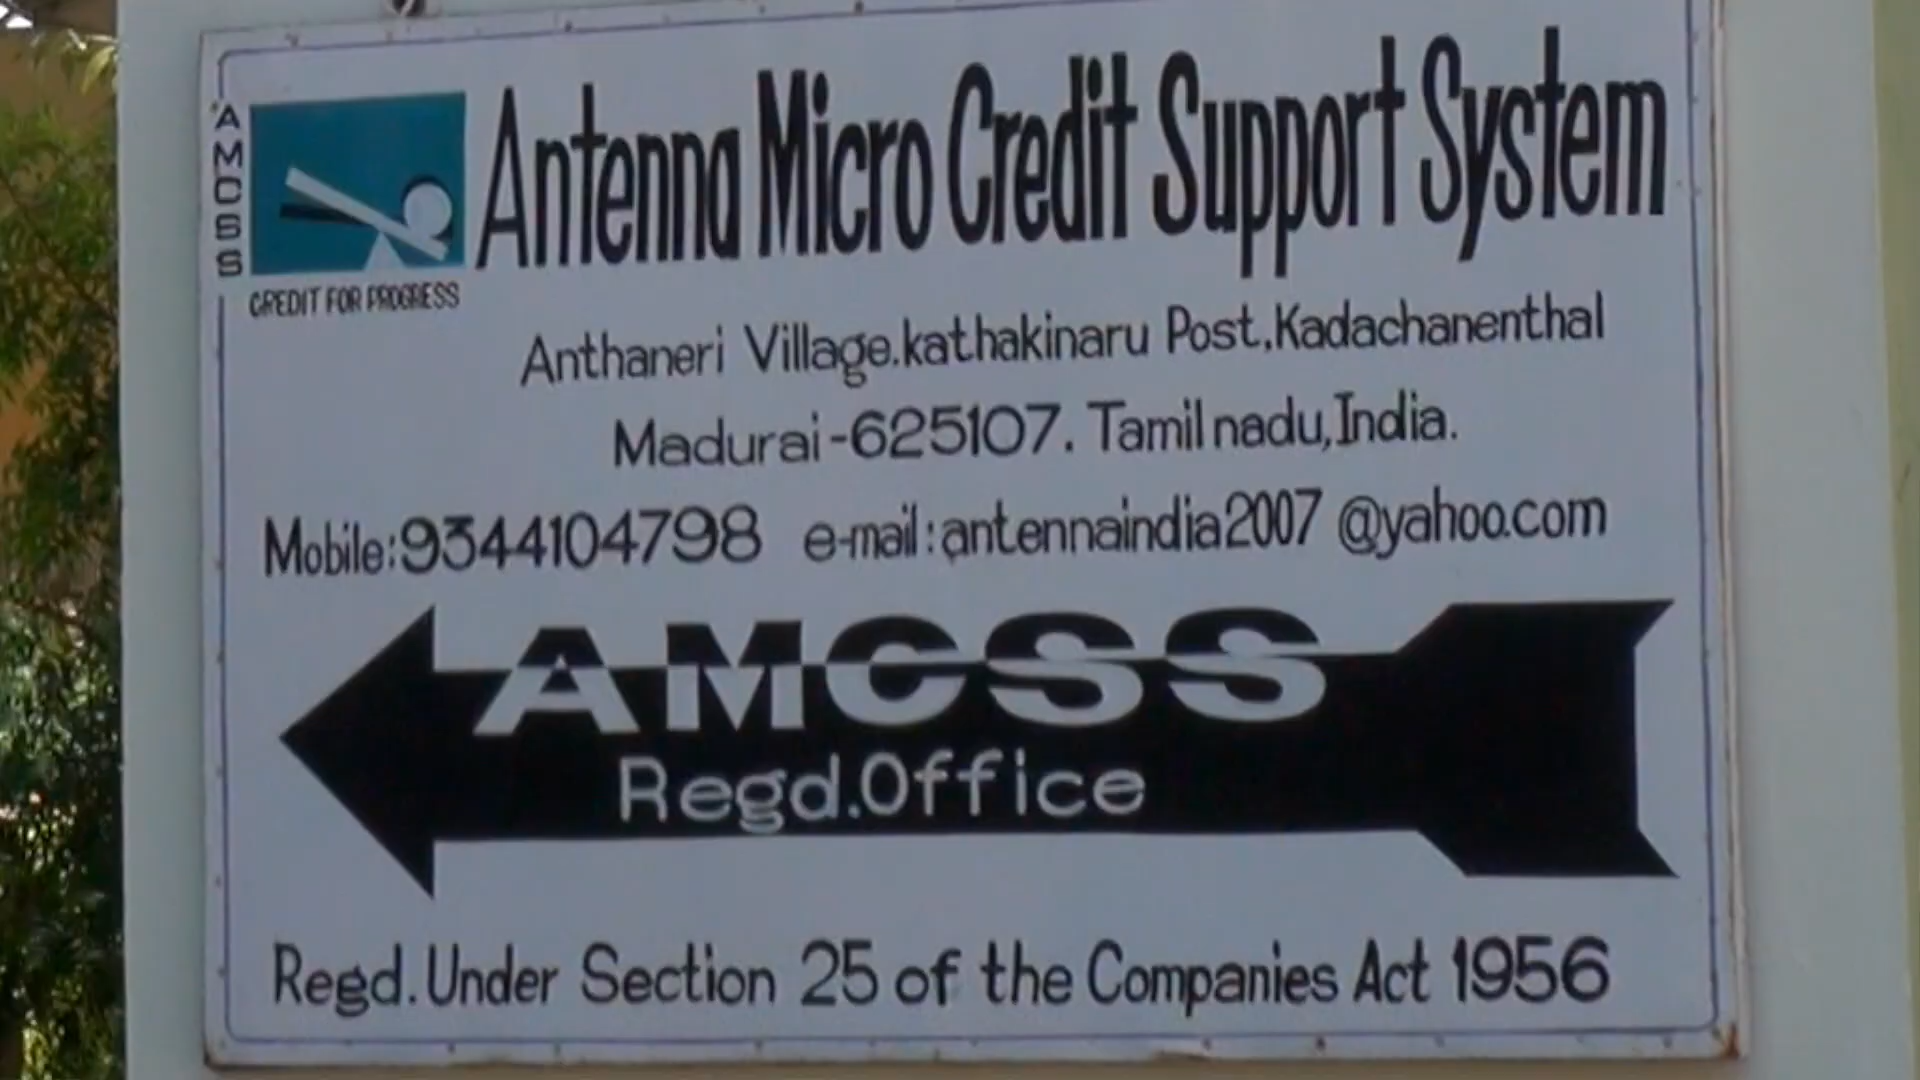 AMCSS
Antenna Micro Credit Support System
CREDIT FOR PROGRESS
Anthaneri Village.kathakinaru Post,Kadachanenthal
Madurai-625107. Tamil nadu,India.
Mobile:9344104798 e-mail:antennaindia2007 @yahoo.com
AMCSS
Regd.Office
Regd.Under Section 25 of the Companies Act 1956